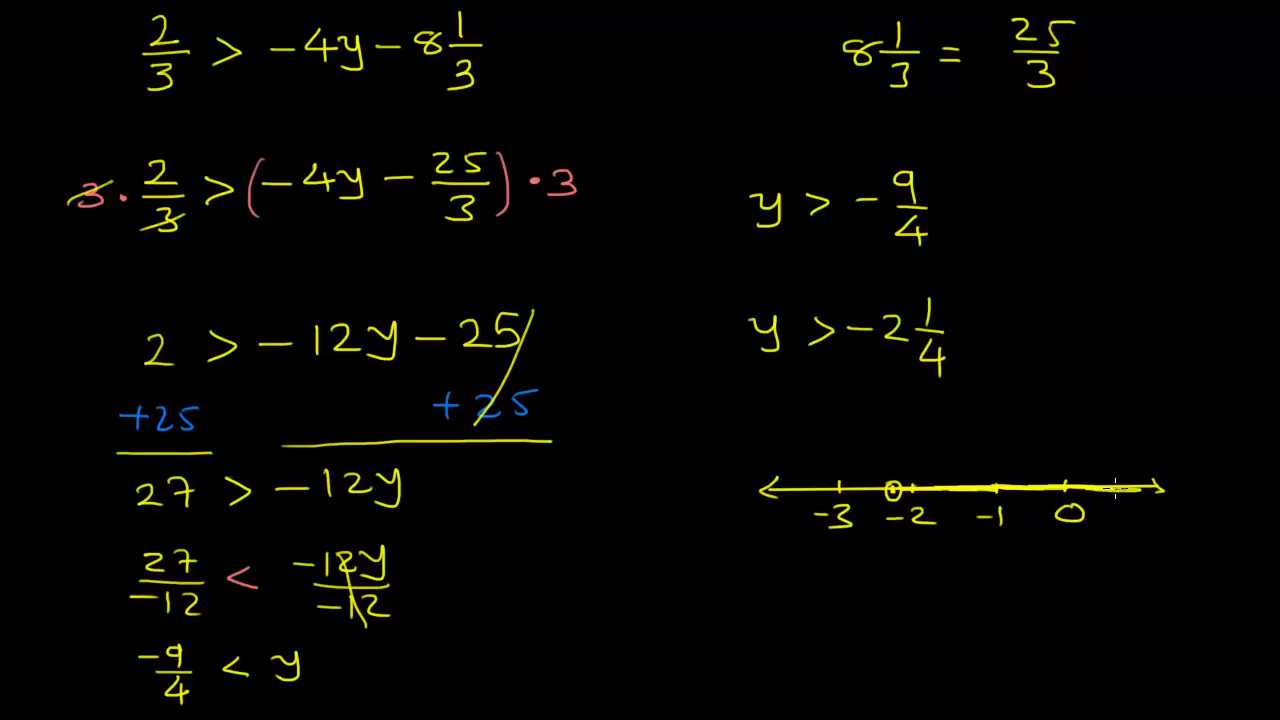 2/3 > -4y - 8 1/3
3 · 2/3 > (-4y - 25/3) · 3
2 > -12y - 25
+25 +25
27 > -12y
27/-12 < -12y/-12
-9/4 < y
8 1/3 = 25/3
y > -9/4
y > -2 1/4
-3 -2 -1 0